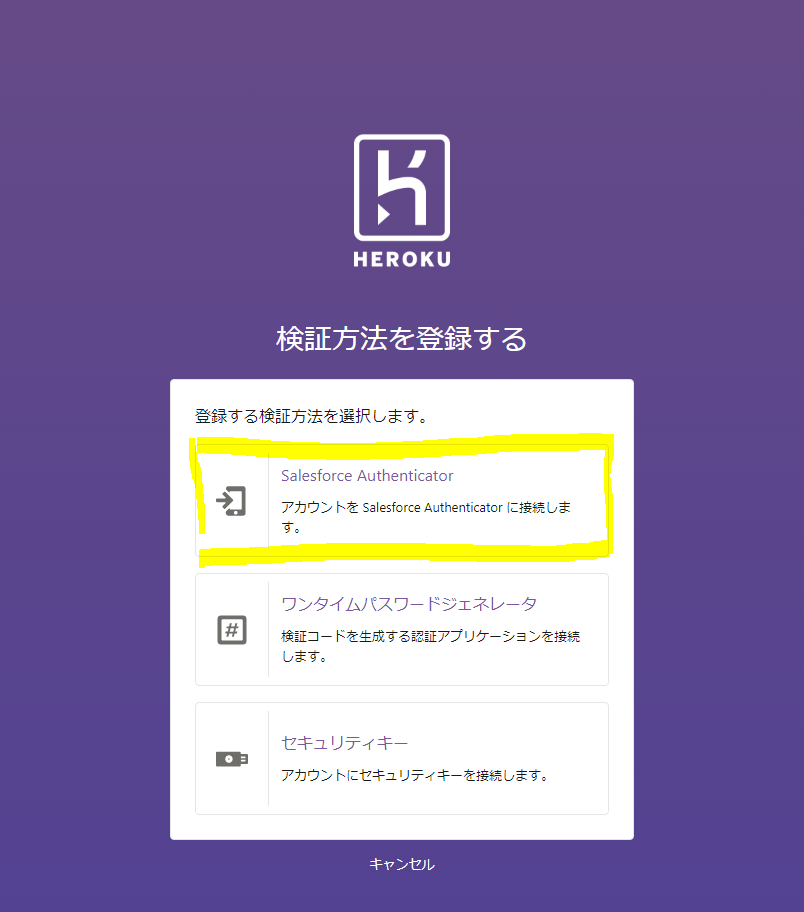 HEROKU
検証方法を登録する
登録する検証方法を選択します。
Salesforce Authenticator
アカウントを Salesforce Authenticator に接続しま
す。
#
ワンタイムパスワードジェネレータ
検証コードを生成する認証アプリケーションを接続
します。
セキュリティキー
アカウントにセキュリティキーを接続します。
キャンセル